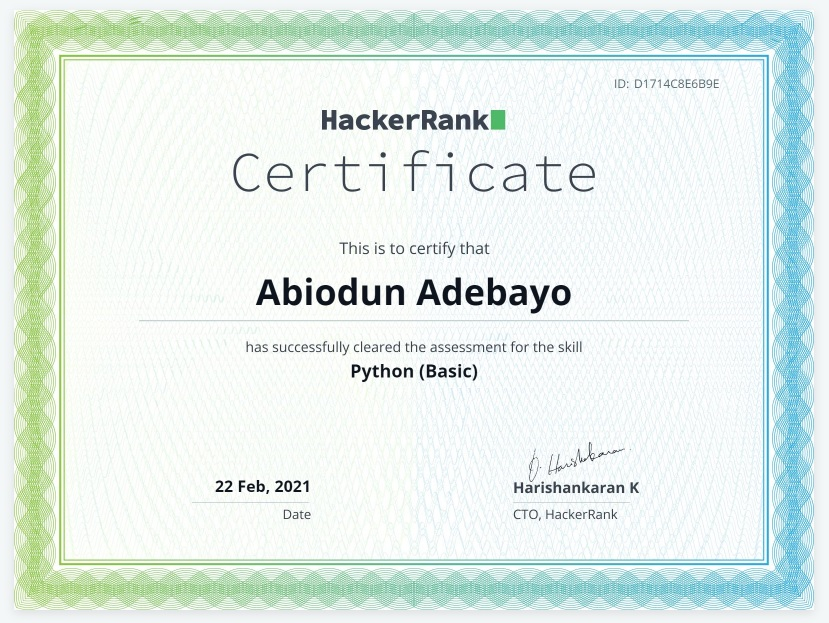 ID: D1714C8E6B9E
HackerRank
Certificate
This is to certify that
Abiodun Adebayo
has successfully cleared the assessment for the skill
Python (Basic)
22 Feb, 2021
Date
O. Harishankaran
Harishankaran K
CTO, HackerRank